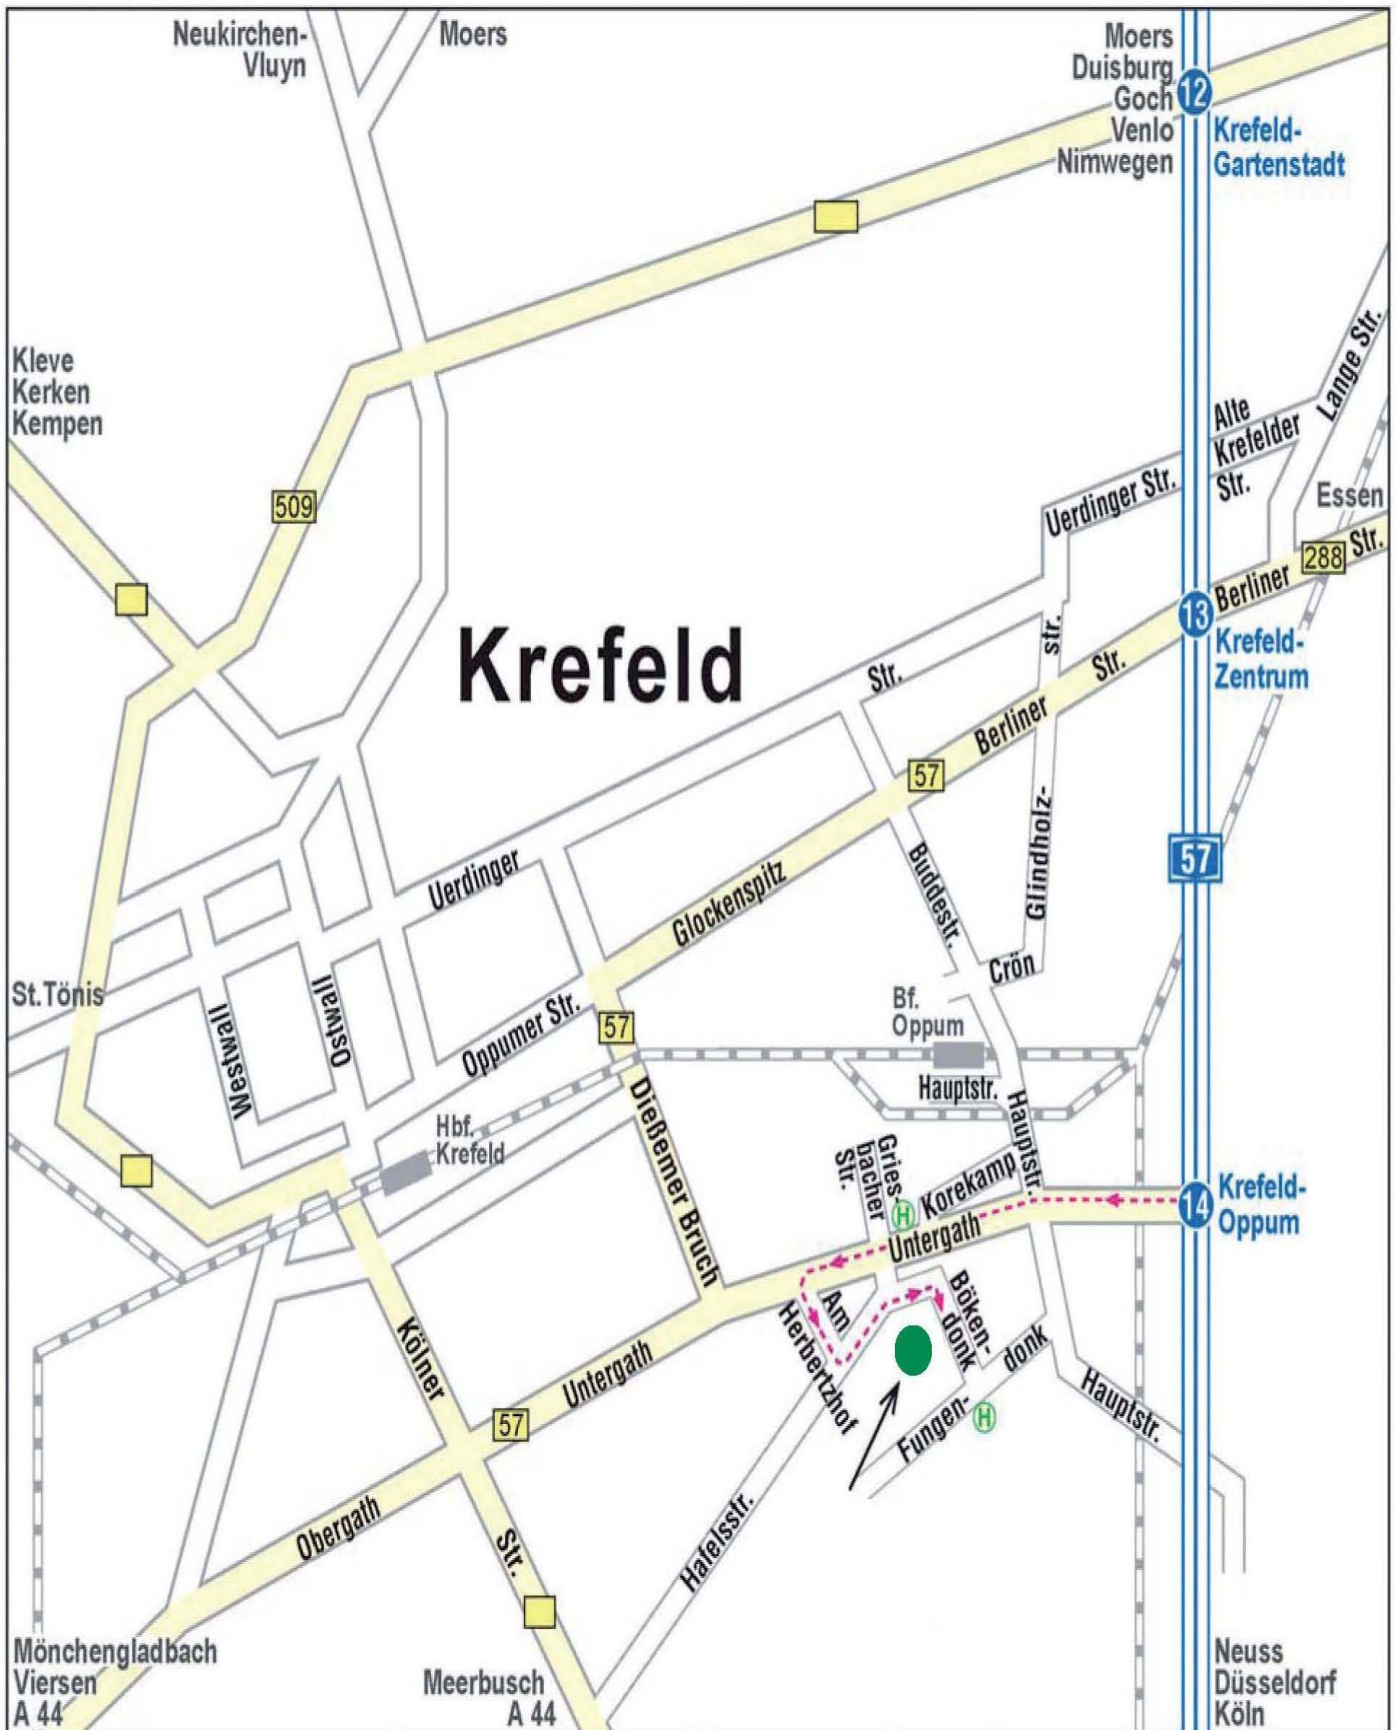 Neukirchen-
Vluyn
Moers
Moers
Duisburg
Goch
Venlo
Nimwegen
12
Krefeld-
Gartenstadt
Kleve
Kerken
Kempen
509
Lange Str.
Alte
Krefelder
Str.
Uerdinger Str.
Essen
288
Str.
Berliner
13
Krefeld-
Zentrum
Krefeld
Str.
str.
Str.
Berliner
57
Glindholz-
Buddestr.
57
Uerdinger
Glockenspitz
Crön
St.Tönis
Westwall
Ostwall
Oppumer Str.
57
Bf.
Oppum
Hauptstr.
Hauptstr.
Dießemer Bruch
Hbf.
Krefeld
Gries-
bacher
Str.
H
Korekamp
Untergath
14
Krefeld-
Oppum
Am
Herbertzhof
Böken-
donk
donk
Fungen-
H
Hauptstr.
Kölner
Untergath
57
Obergath
Str.
Hafelsstr.
Mönchengladbach
Viersen
A 44
Meerbusch
A 44
Neuss
Düsseldorf
Köln